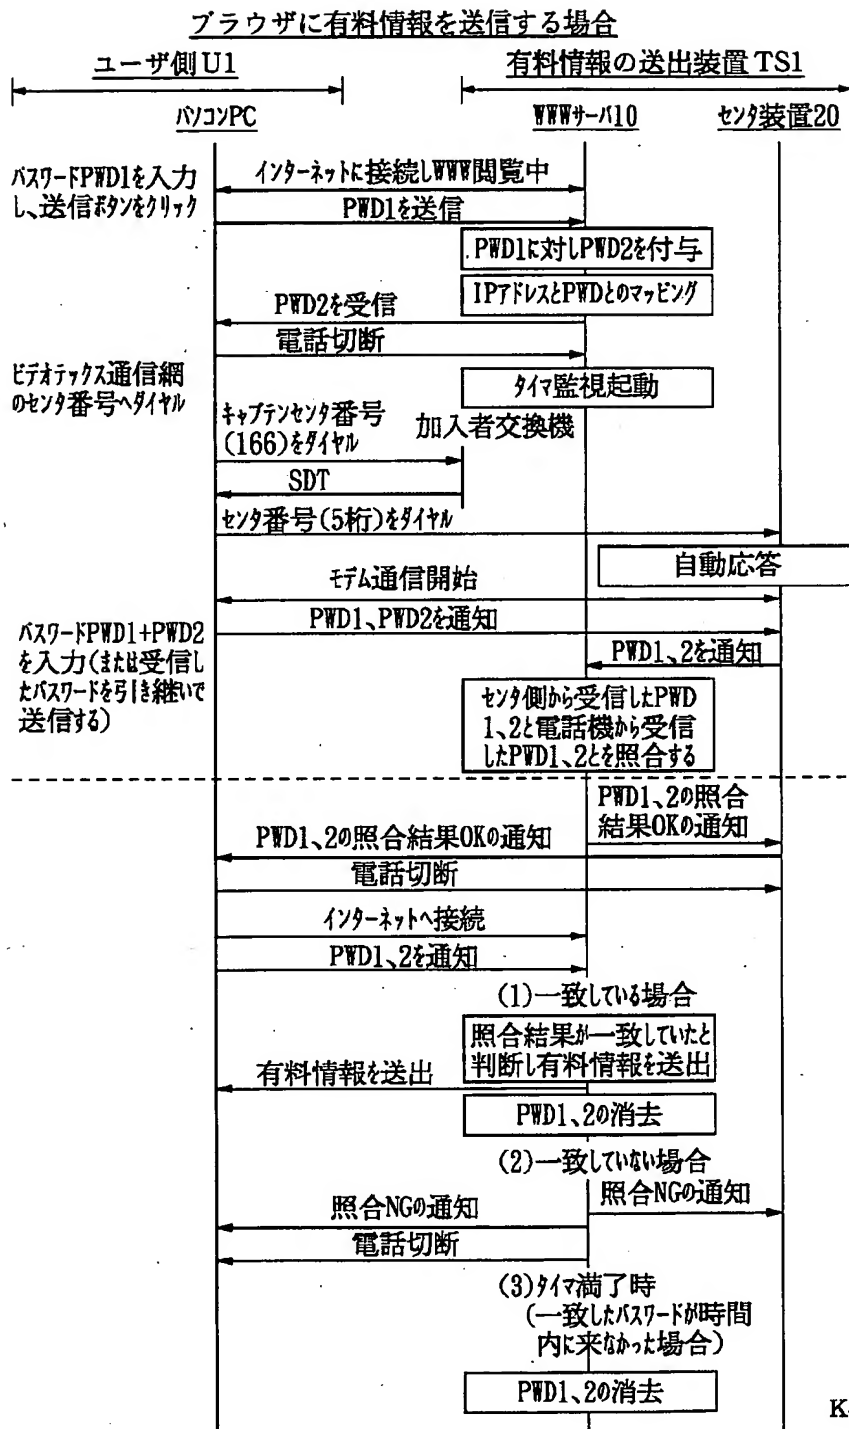 ブラウザに有料情報を送信する場合
ユーザ側U1
有料情報の送出装置TS1
パソコンPC
WWWサーバ10
センタ装置20
パスワードPWD1を入力
し、送信ボタンをクリック
インターネットに接続しWWW閲覧中
PWD1を送信
PWD1に対しPWD2を付与
IPアドレスとPWDとのマッピング
PWD2を受信
電話切断
ビデオテックス通信網
のセンタ番号へダイヤル
タイマ監視起動
キャプテンセンタ番号
(166)をダイヤル
加入者交換機
SDT
センタ番号(5桁)をダイヤル
自動応答
モデム通信開始
PWD1、PWD2を通知
パスワードPWD1+PWD2
を入力(または受信し
たパスワードを引き継いで
送信する)
PWD1、2を通知
センタ側から受信したPWD
1、2と電話機から受信
したPWD1、2とを照合する
PWD1、2の照合
結果OKの通知
PWD1、2の照合結果OKの通知
電話切断
インターネットへ接続
PWD1、2を通知
(1)一致している場合
照合結果が一致していたと
判断し有料情報を送出
有料情報を送出
PWD1、2の消去
(2)一致していない場合
照合NGの通知
照合NGの通知
電話切断
(3)タイマ満了時
(一致したパスワードが時間
内に来なかった場合)
PWD1、2の消去